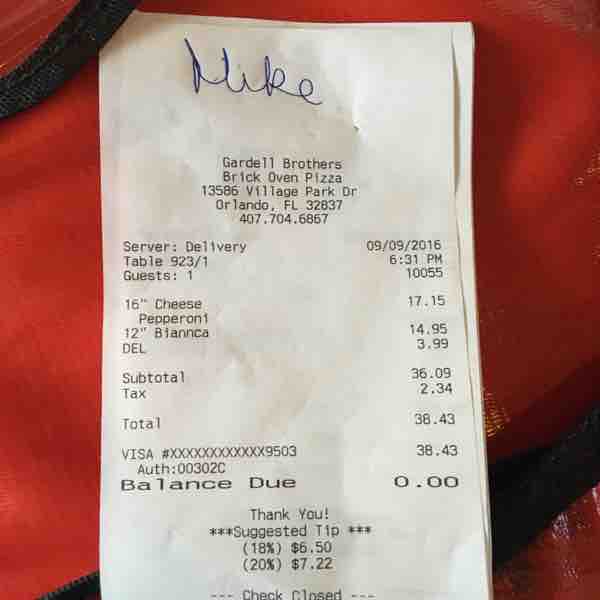 Mike
Gardell Brothers
Brick Oven Pizza
13586 Village Park Dr
Orlando, FL 32837
407.704.6867
Server: Delivery 09/09/2016
Table 923/1 6:31 PM
Guests: 1 10055
16" Cheese 17.15
Pepperoni
12" Biannca 14.95
DEL 3.99
Subtotal 36.09
Tax 2.34
Total 38.43
VISA #XXXXXXXXXXXX9503 38.43
Auth:00302C
Balance Due 0.00
Thank You!
***Suggested Tip ***
(18%) $6.50
(20%) $7.22
--- Check Closed ---